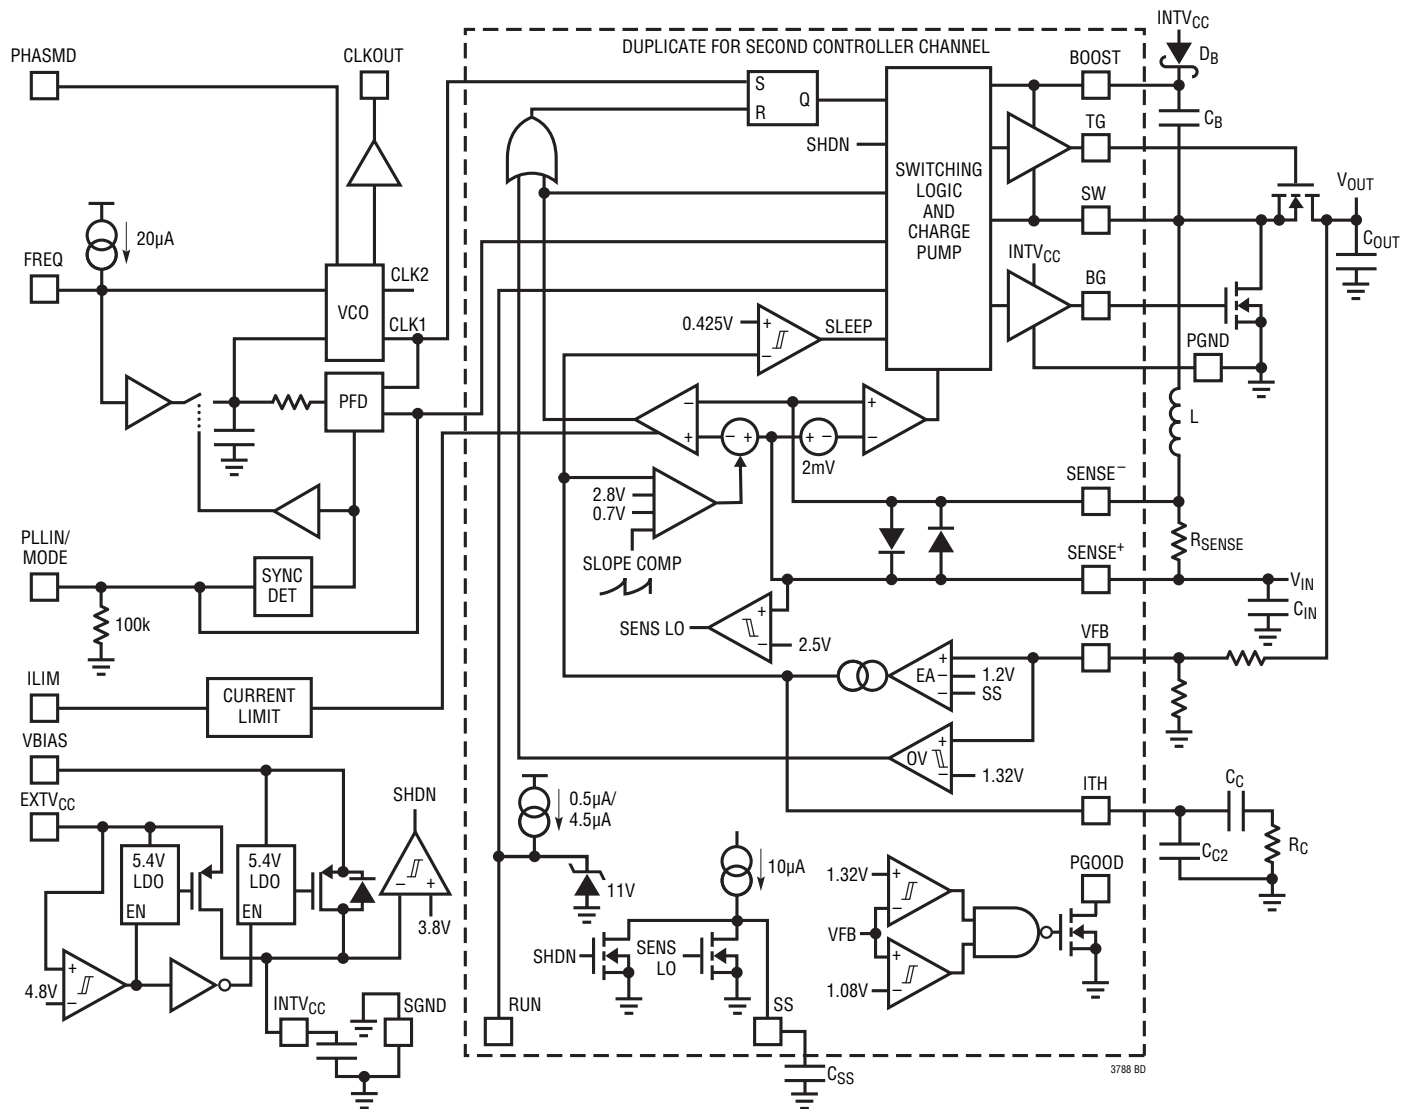 DUPLICATE FOR SECOND CONTROLLER CHANNEL
PHASMD
CLKOUT
INTVCC
DB
BOOST
CB
S
R
Q
TG
SHDN
SWITCHING
LOGIC
AND
CHARGE
PUMP
SW
VOUT
COUT
20µA
FREQ
VCO
CLK2
CLK1
INTVCC
BG
PGND
0.425V
+
–
SLEEP
PFD
–
+
– +
+ –
2mV
+
–
L
2.8V
0.7V
SLOPE COMP
SENSE–
RSENSE
SENSE+
VIN
CIN
PLLIN/
MODE
SYNC
DET
100k
SENS LO
+
–
2.5V
VFB
EA
+
–
–
1.2V
SS
ILIM
CURRENT
LIMIT
OV
+
–
1.32V
VBIAS
EXTVCC
5.4V
LDO
EN
5.4V
LDO
EN
SHDN
– +
3.8V
4.8V
+
–
INTVCC
SGND
0.5µA/
4.5µA
11V
10µA
SHDN
SENS
LO
RUN
SS
CSS
ITH
CC
CC2
RC
PGOOD
1.32V
+
–
VFB
+
–
1.08V
3788 BD